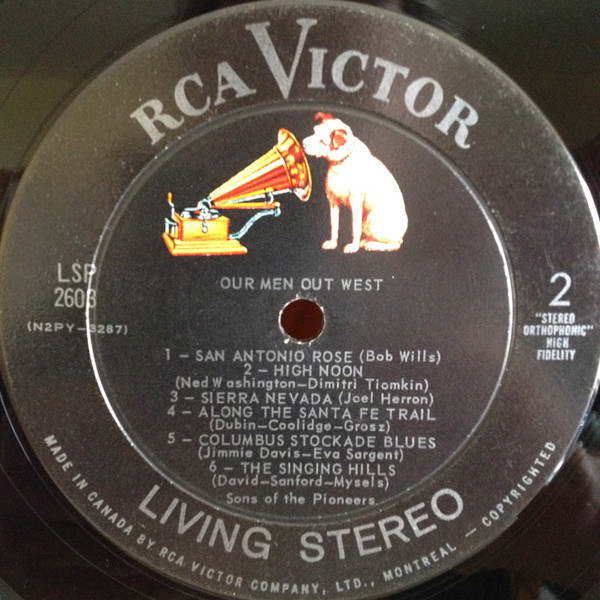 RCA VICTOR
LSP
2603
(N2PY-3287)
OUR MEN OUT WEST
2
"STEREO
ORTHOPHONIC"
HIGH
FIDELITY
1 – SAN ANTONIO ROSE (Bob Wills)
2 – HIGH NOON
(Ned Washington–Dimitri Tiomkin)
3 – SIERRA NEVADA (Joel Herron)
4 – ALONG THE SANTA FE TRAIL
(Dubin–Coolidge–Grosz)
5 – COLUMBUS STOCKADE BLUES
(Jimmie Davis–Eva Sargent)
6 – THE SINGING HILLS
(David–Sanford–Mysels)
Sons of the Pioneers
LIVING STEREO
MADE IN CANADA BY RCA VICTOR COMPANY, LTD., MONTREAL — COPYRIGHTED